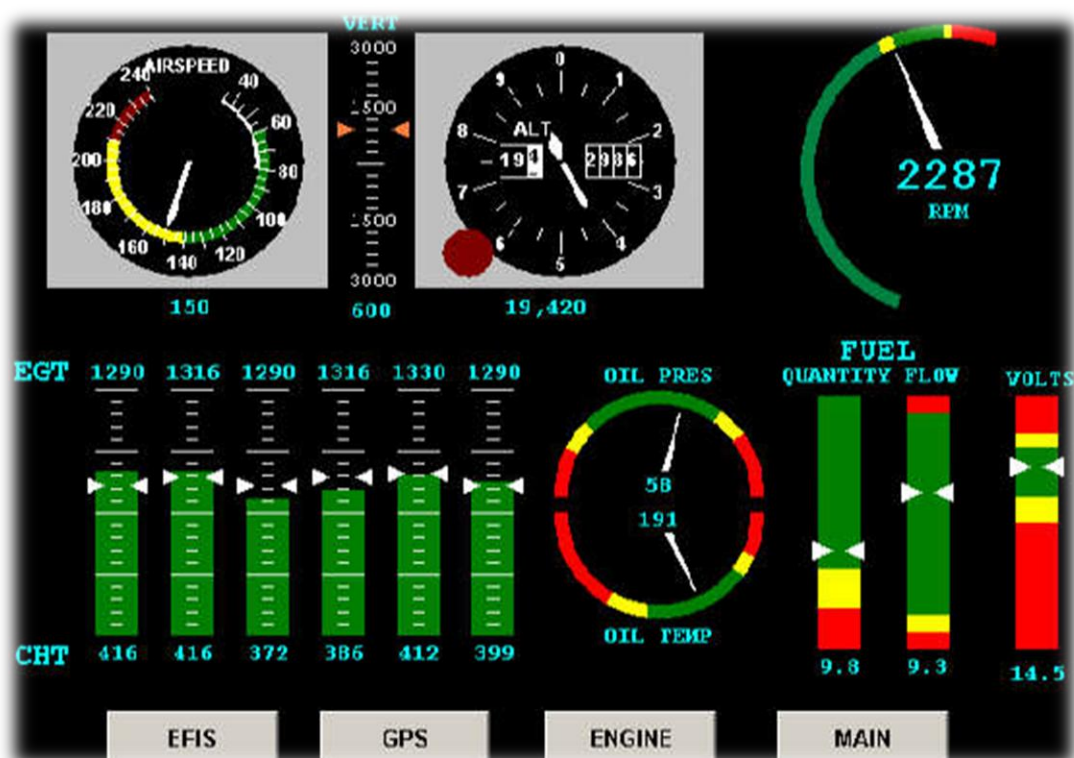 VERT
AIRSPEED
40
60
80
100
120
140
160
180
200
220
240
150
3000
1500
1500
3000
600
0
1
2
3
4
5
6
7
8
9
ALT
19 4
2986
19,420
2287
RPM
EGT 1290 1316 1290 1316 1330 1290
CHT 416 416 372 386 412 399
OIL PRES
58
191
OIL TEMP
FUEL
QUANTITY FLOW
9.8 9.3
VOLTS
14.5
EFIS GPS ENGINE MAIN